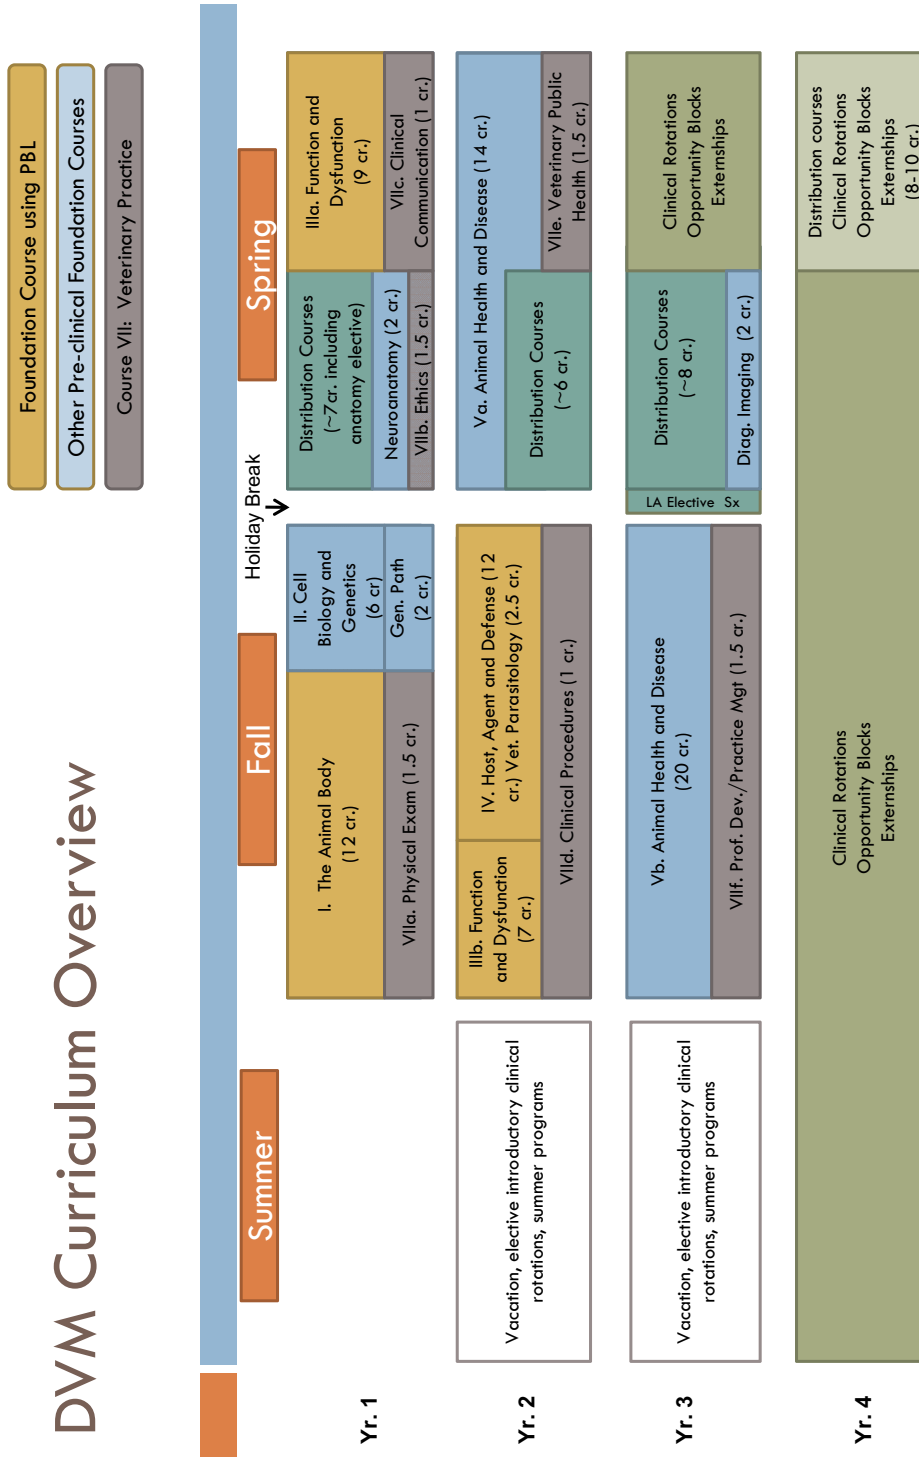 DVM Curriculum Overview
Foundation Course using PBL
Other Pre-clinical Foundation Courses
Course VII: Veterinary Practice
Summer
Fall
Holiday Break
Spring
Yr. 1
I. The Animal Body
(12 cr.)
VIIa. Physical Exam (1.5 cr.)
II. Cell
Biology and
Genetics
(6 cr)
Gen. Path
(2 cr.)
Distribution Courses
(~7cr. including
anatomy elective)
Neuroanatomy (2 cr.)
VIIb. Ethics (1.5 cr.)
IIIa. Function and
Dysfunction
(9 cr.)
VIIc. Clinical
Communication (1 cr.)
Yr. 2
Vacation, elective introductory clinical
rotations, summer programs
IIIb. Function
and Dysfunction
(7 cr.)
IV. Host, Agent and Defense (12
cr.) Vet. Parasitology (2.5 cr.)
VIId. Clinical Procedures (1 cr.)
Va. Animal Health and Disease (14 cr.)
Distribution Courses
(~6 cr.)
VIIe. Veterinary Public
Health (1.5 cr.)
Yr. 3
Vacation, elective introductory clinical
rotations, summer programs
Vb. Animal Health and Disease
(20 cr.)
VIIf. Prof. Dev./Practice Mgt (1.5 cr.)
LA Elective Sx
Distribution Courses
(~8 cr.)
Diag. Imaging (2 cr.)
Clinical Rotations
Opportunity Blocks
Externships
Yr. 4
Clinical Rotations
Opportunity Blocks
Externships
Distribution courses
Clinical Rotations
Opportunity Blocks
Externships
(8-10 cr.)